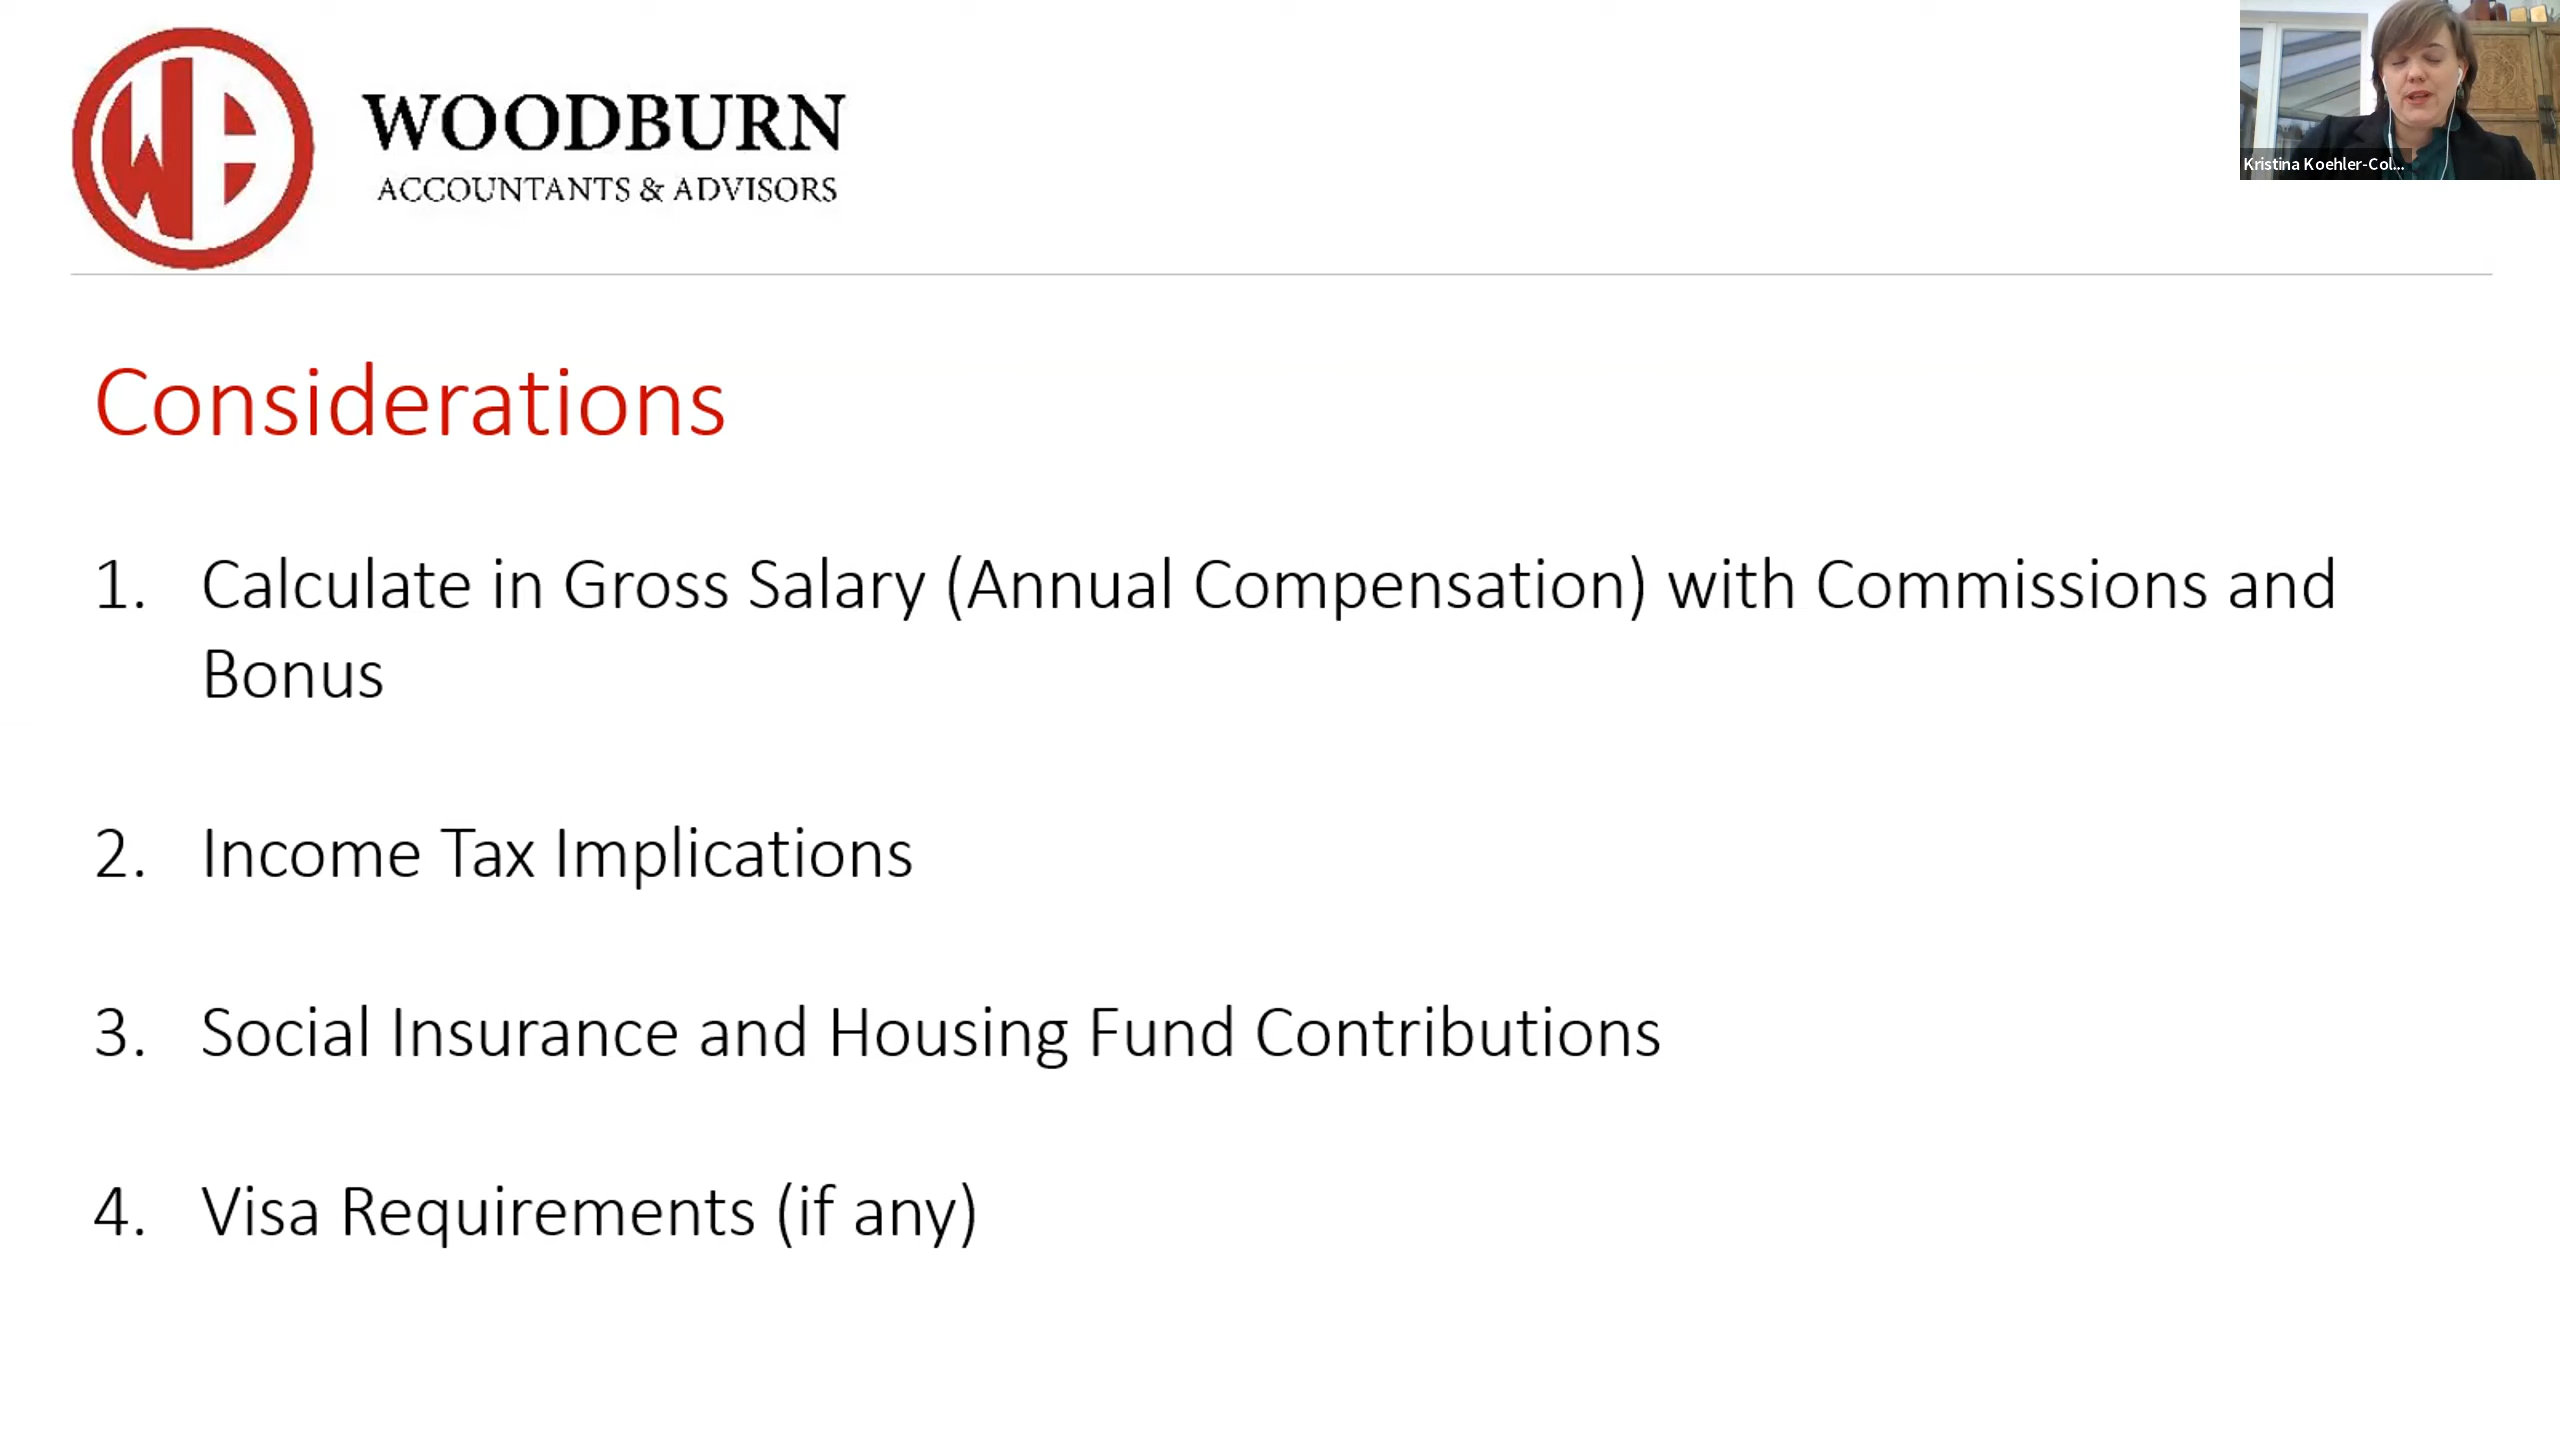 WOODBURN
ACCOUNTANTS & ADVISORS
Kristina Koehler-Col...
Considerations
1. Calculate in Gross Salary (Annual Compensation) with Commissions and
Bonus
2. Income Tax Implications
3. Social Insurance and Housing Fund Contributions
4. Visa Requirements (if any)